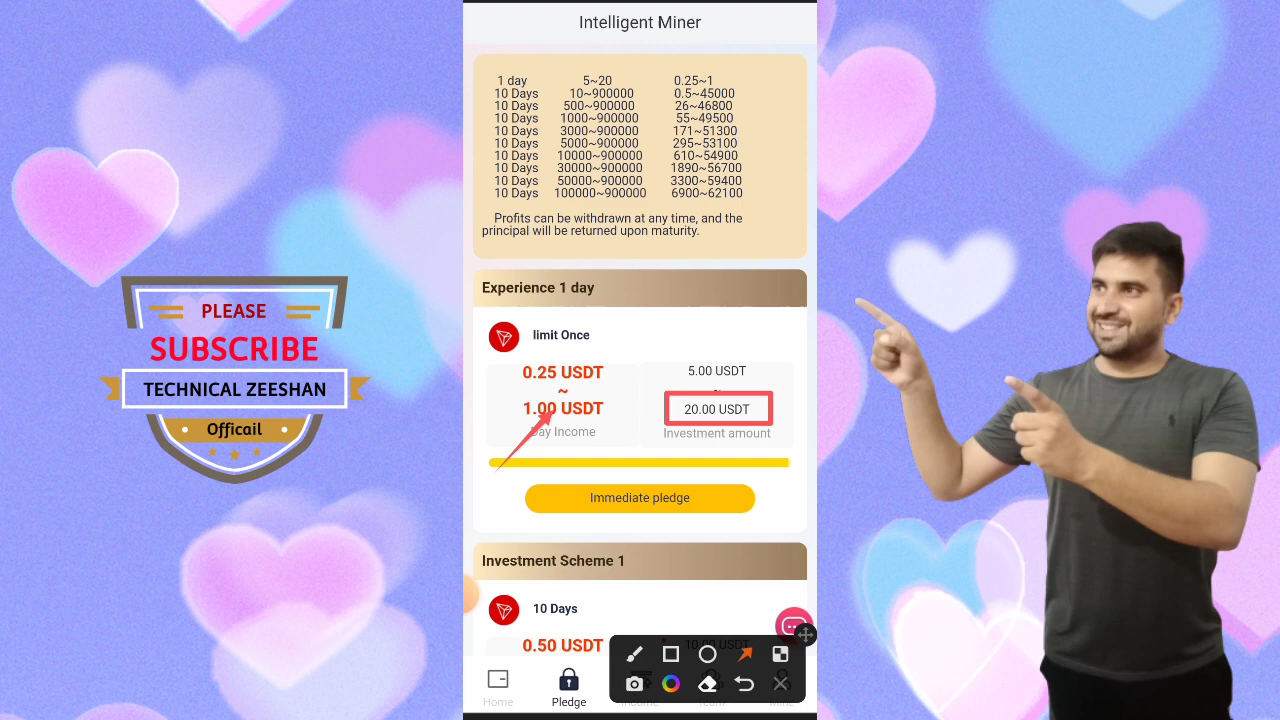 Intelligent Miner
1 day 5~20 0.25~1
10 Days 10~900000 0.5~45000
10 Days 500~900000 26~46800
10 Days 1000~900000 55~49500
10 Days 3000~900000 171~51300
10 Days 5000~900000 295~53100
10 Days 10000~900000 610~54900
10 Days 30000~900000 1890~56700
10 Days 50000~900000 3300~59400
10 Days 100000~900000 6900~62100
Profits can be withdrawn at any time, and the
principal will be returned upon maturity.
Experience 1 day
limit Once
0.25 USDT 5.00 USDT
~ ~
1.00 USDT 20.00 USDT
Day Income Investment amount
Immediate pledge
Investment Scheme 1
10 Days
0.50 USDT 10.00 USDT
Home Pledge Income Team Mine
PLEASE
SUBSCRIBE
TECHNICAL ZEESHAN
Officail